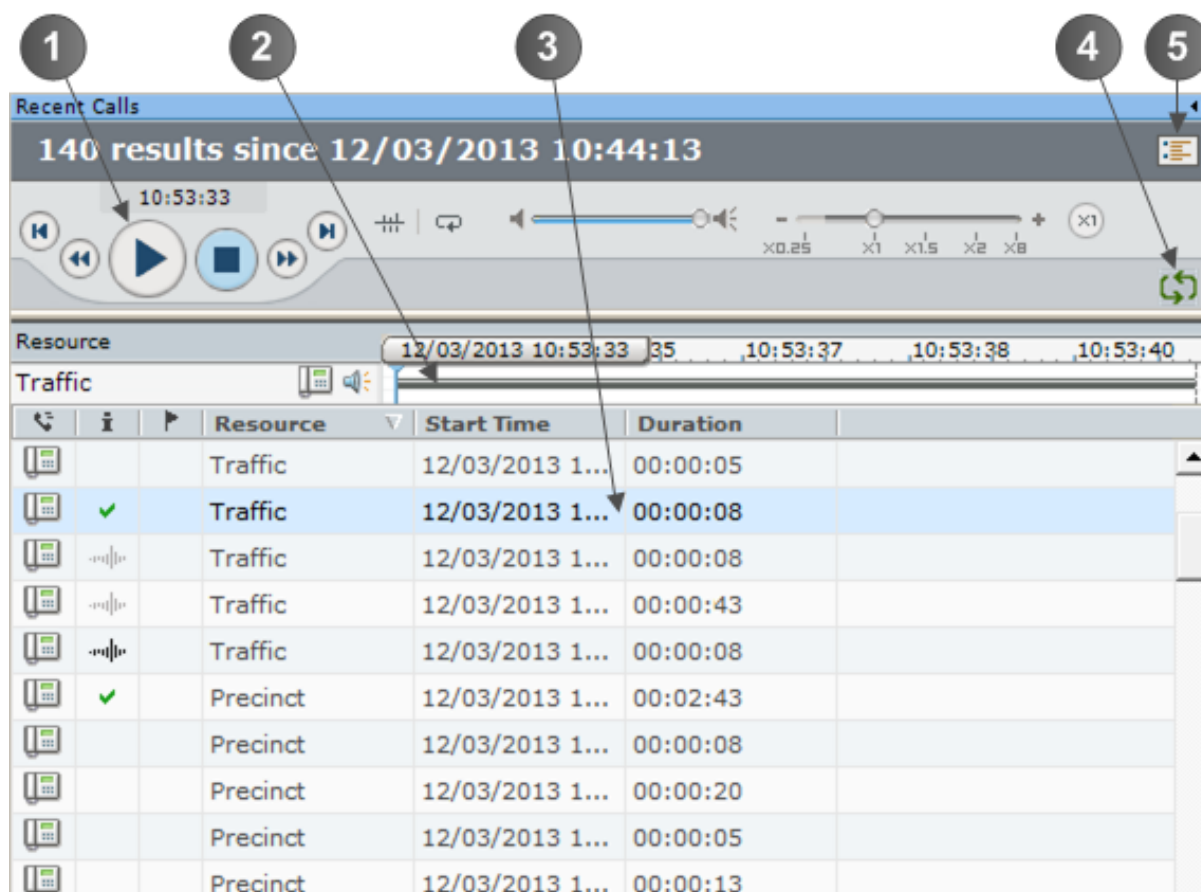 1 2 3 4 5
Recent Calls
140 results since 12/03/2013 10:44:13
10:53:33
- +
x0.25 x1 x1.5 x2 x8
x1
Resource
12/03/2013 10:53:33 35 10:53:37 10:53:38 10:53:40
Traffic
i Resource Start Time Duration
Traffic 12/03/2013 1... 00:00:05
Traffic 12/03/2013 1... 00:00:08
Traffic 12/03/2013 1... 00:00:08
Traffic 12/03/2013 1... 00:00:43
Traffic 12/03/2013 1... 00:00:08
Precinct 12/03/2013 1... 00:02:43
Precinct 12/03/2013 1... 00:00:08
Precinct 12/03/2013 1... 00:00:20
Precinct 12/03/2013 1... 00:00:05
Precinct 12/03/2013 1... 00:00:13